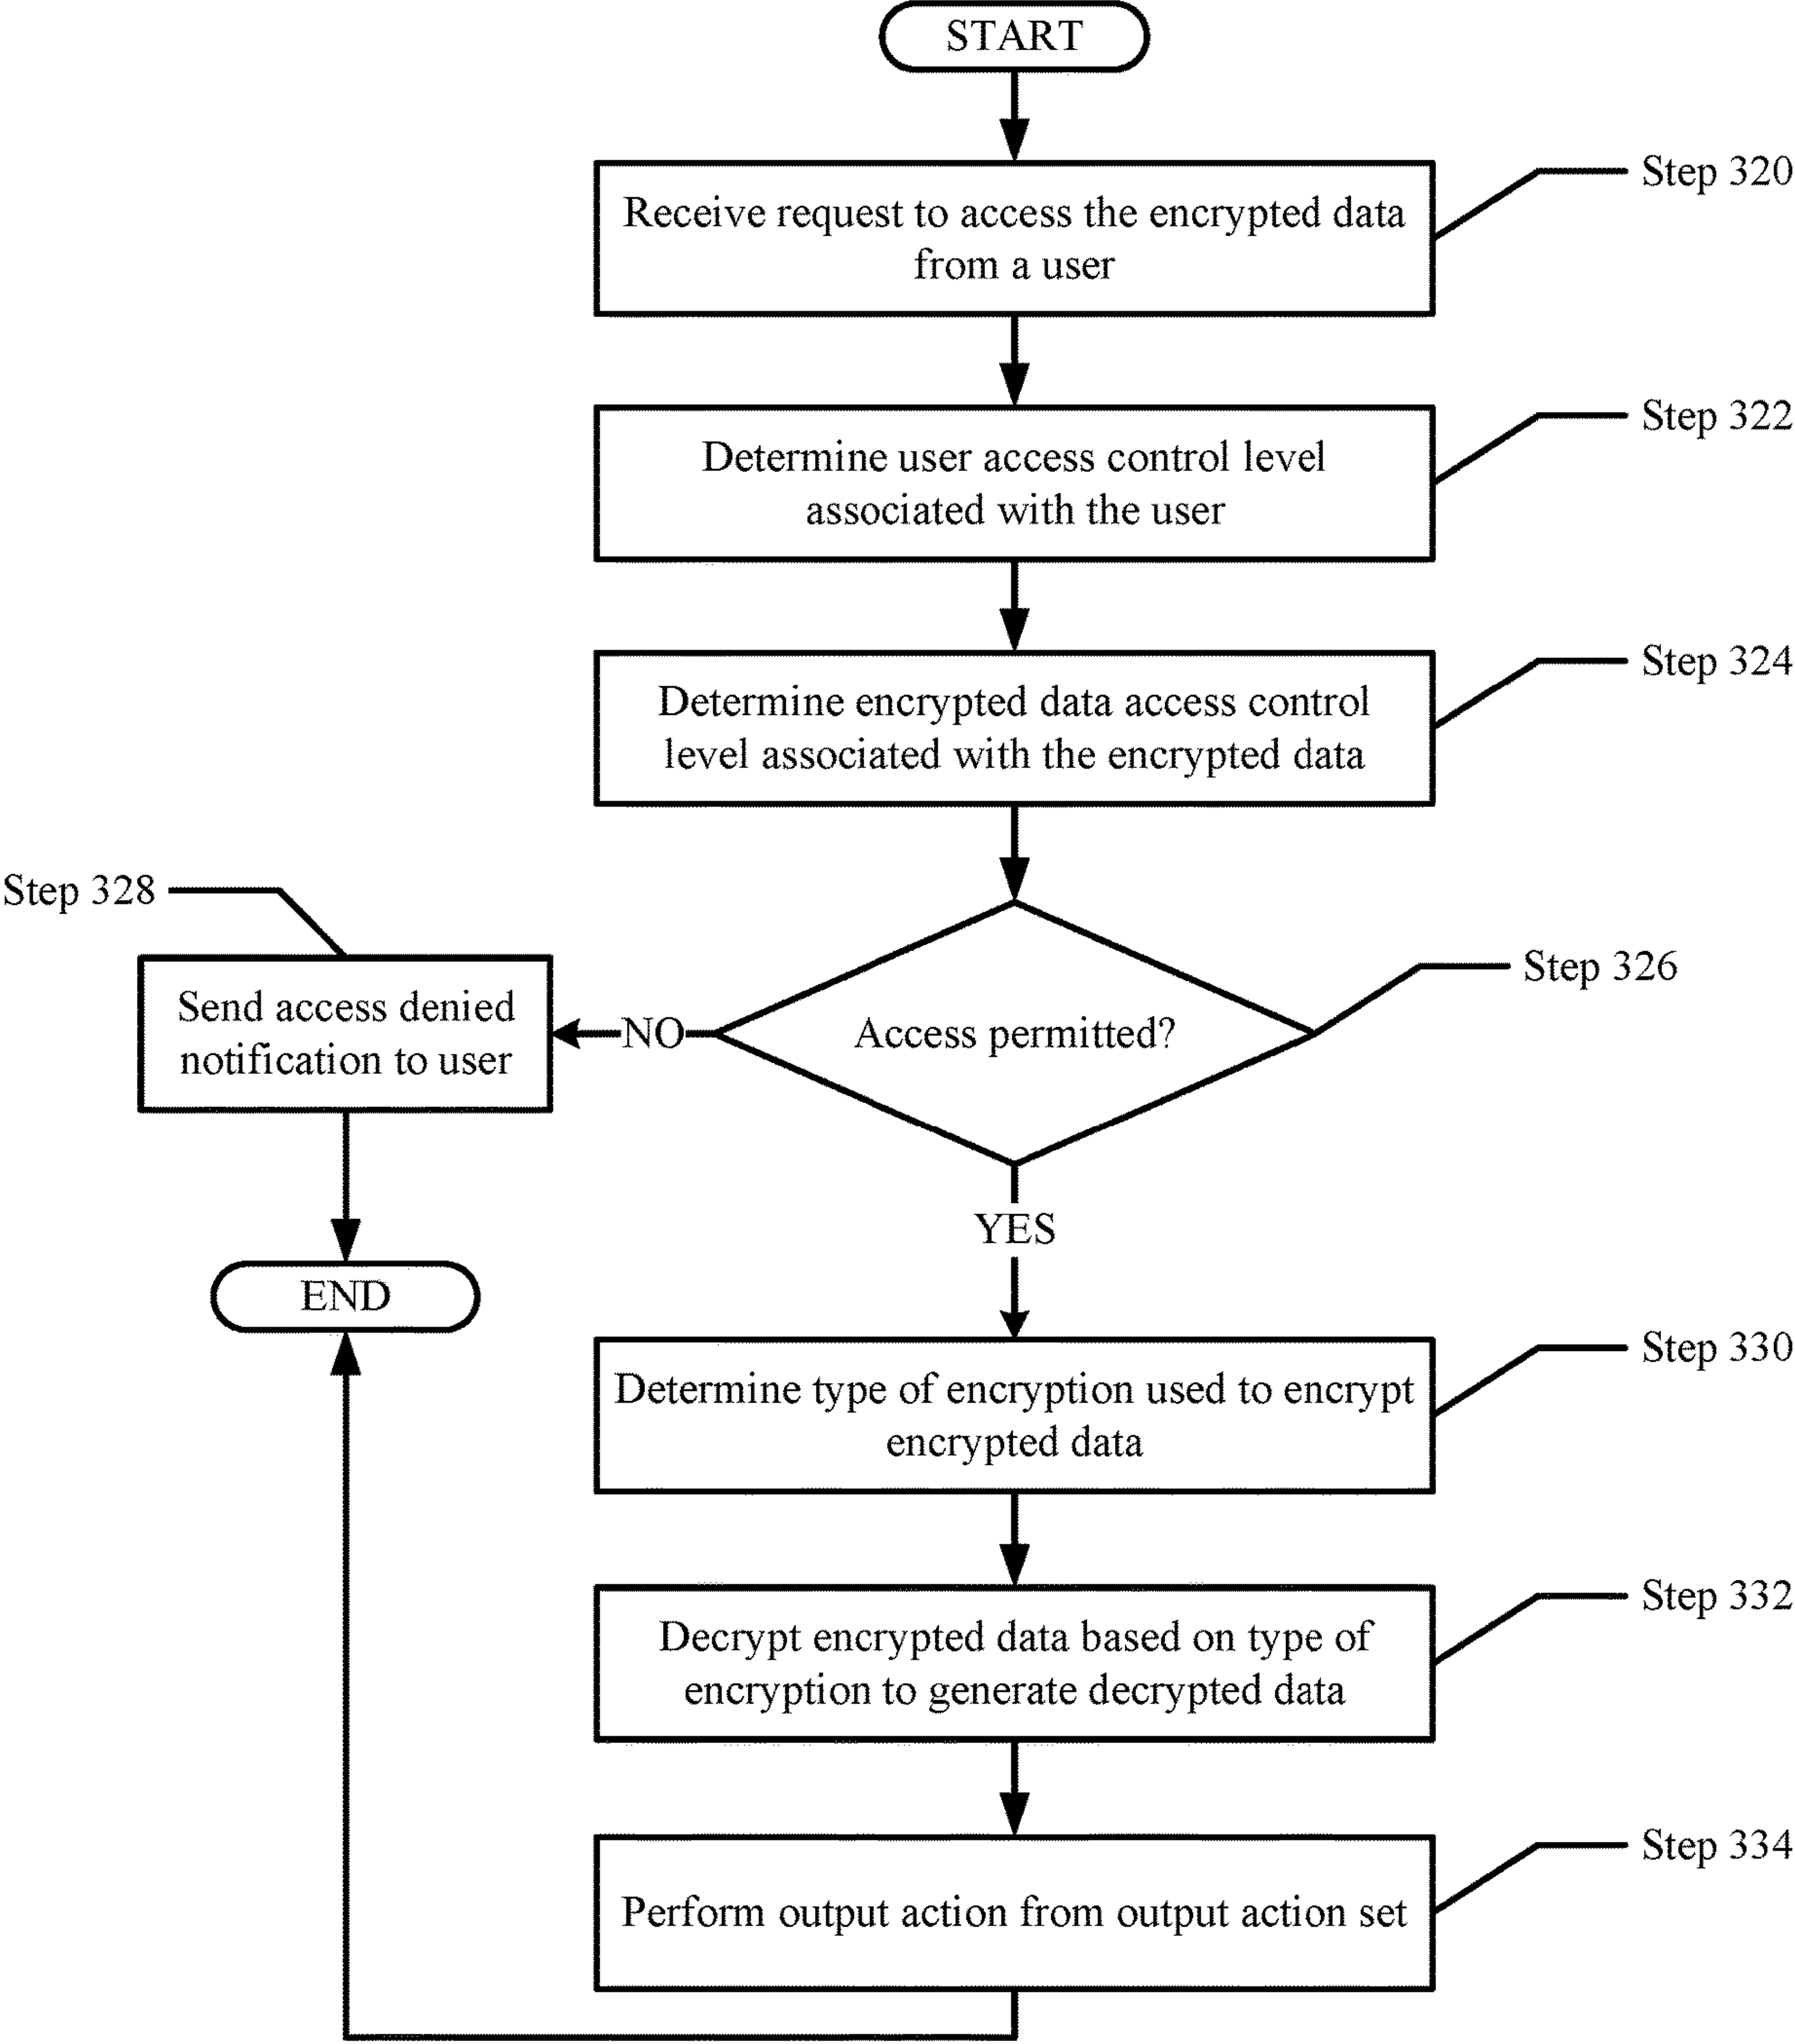 START
Step 320
Receive request to access the encrypted data
from a user
Step 322
Determine user access control level
associated with the user
Step 324
Determine encrypted data access control
level associated with the encrypted data
Step 328
Send access denied
notification to user
NO
Access permitted?
Step 326
YES
END
Step 330
Determine type of encryption used to encrypt
encrypted data
Step 332
Decrypt encrypted data based on type of
encryption to generate decrypted data
Step 334
Perform output action from output action set